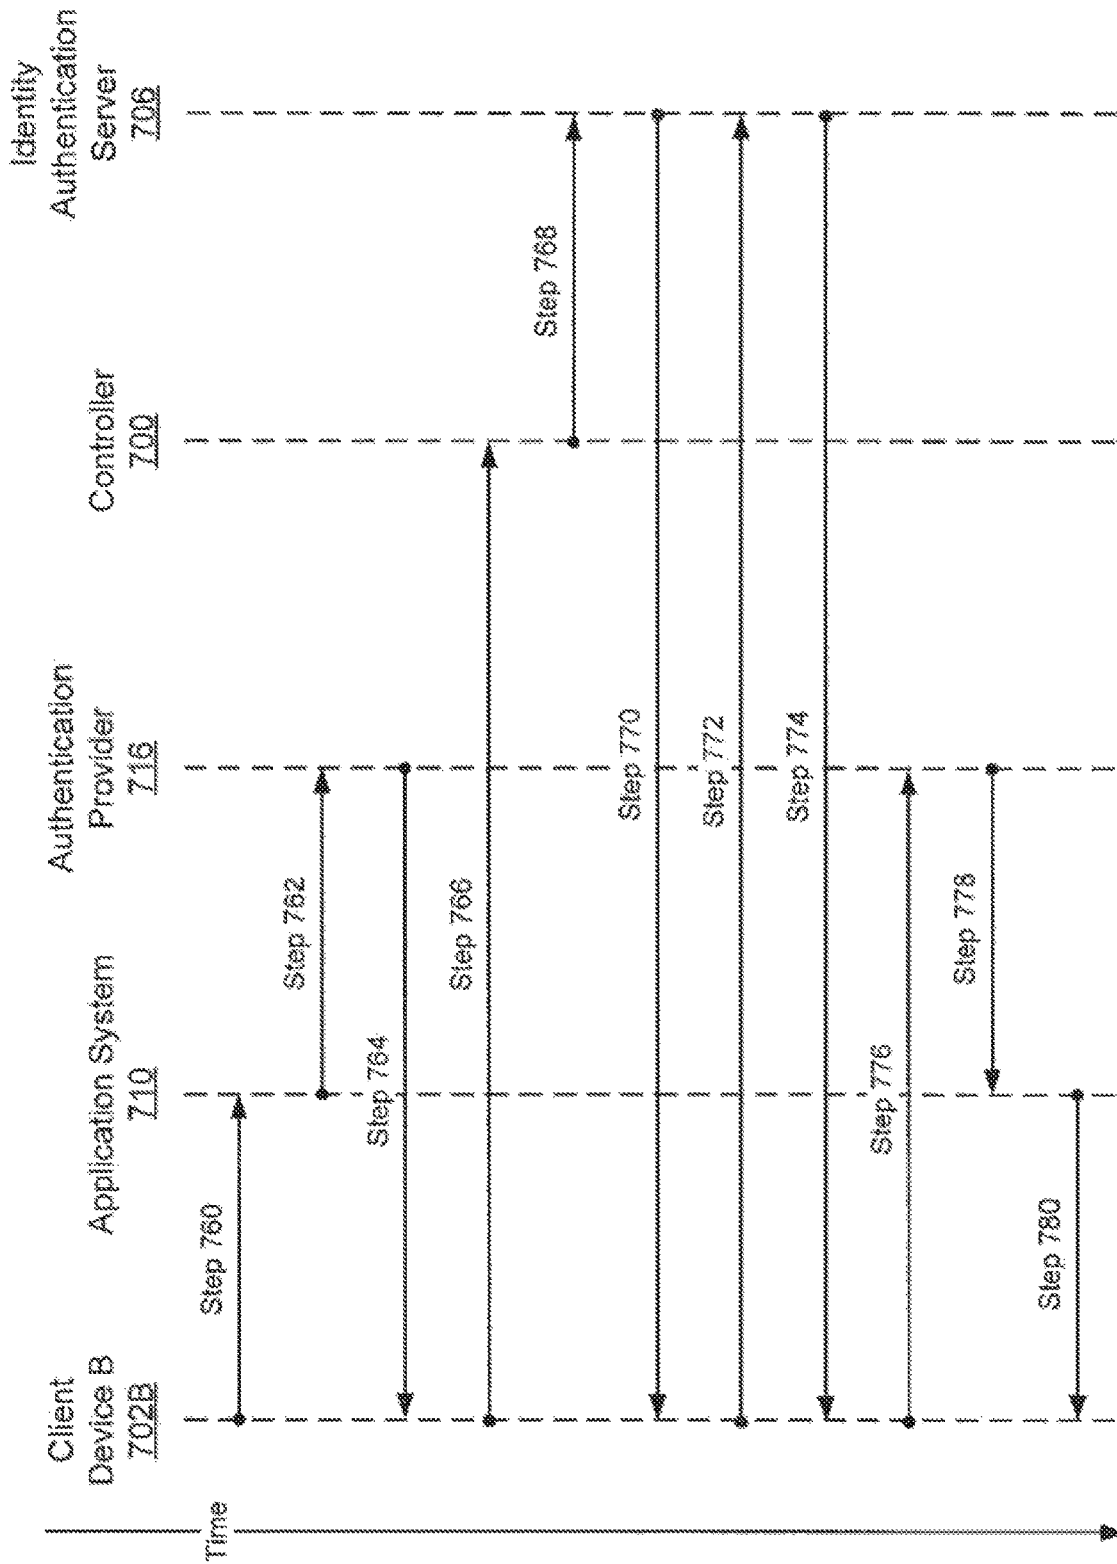 Time
Client
Device B
702B
Application System
710
Authentication
Provider
716
Controller
700
Identity
Authentication
Server
706
Step 760
Step 762
Step 764
Step 766
Step 768
Step 770
Step 772
Step 774
Step 776
Step 778
Step 780